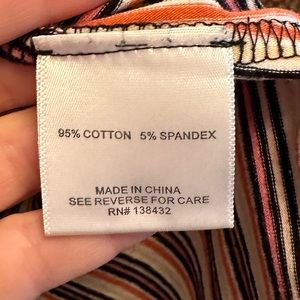 95% COTTON 5% SPANDEX
MADE IN CHINA
SEE REVERSE FOR CARE
RN# 138432